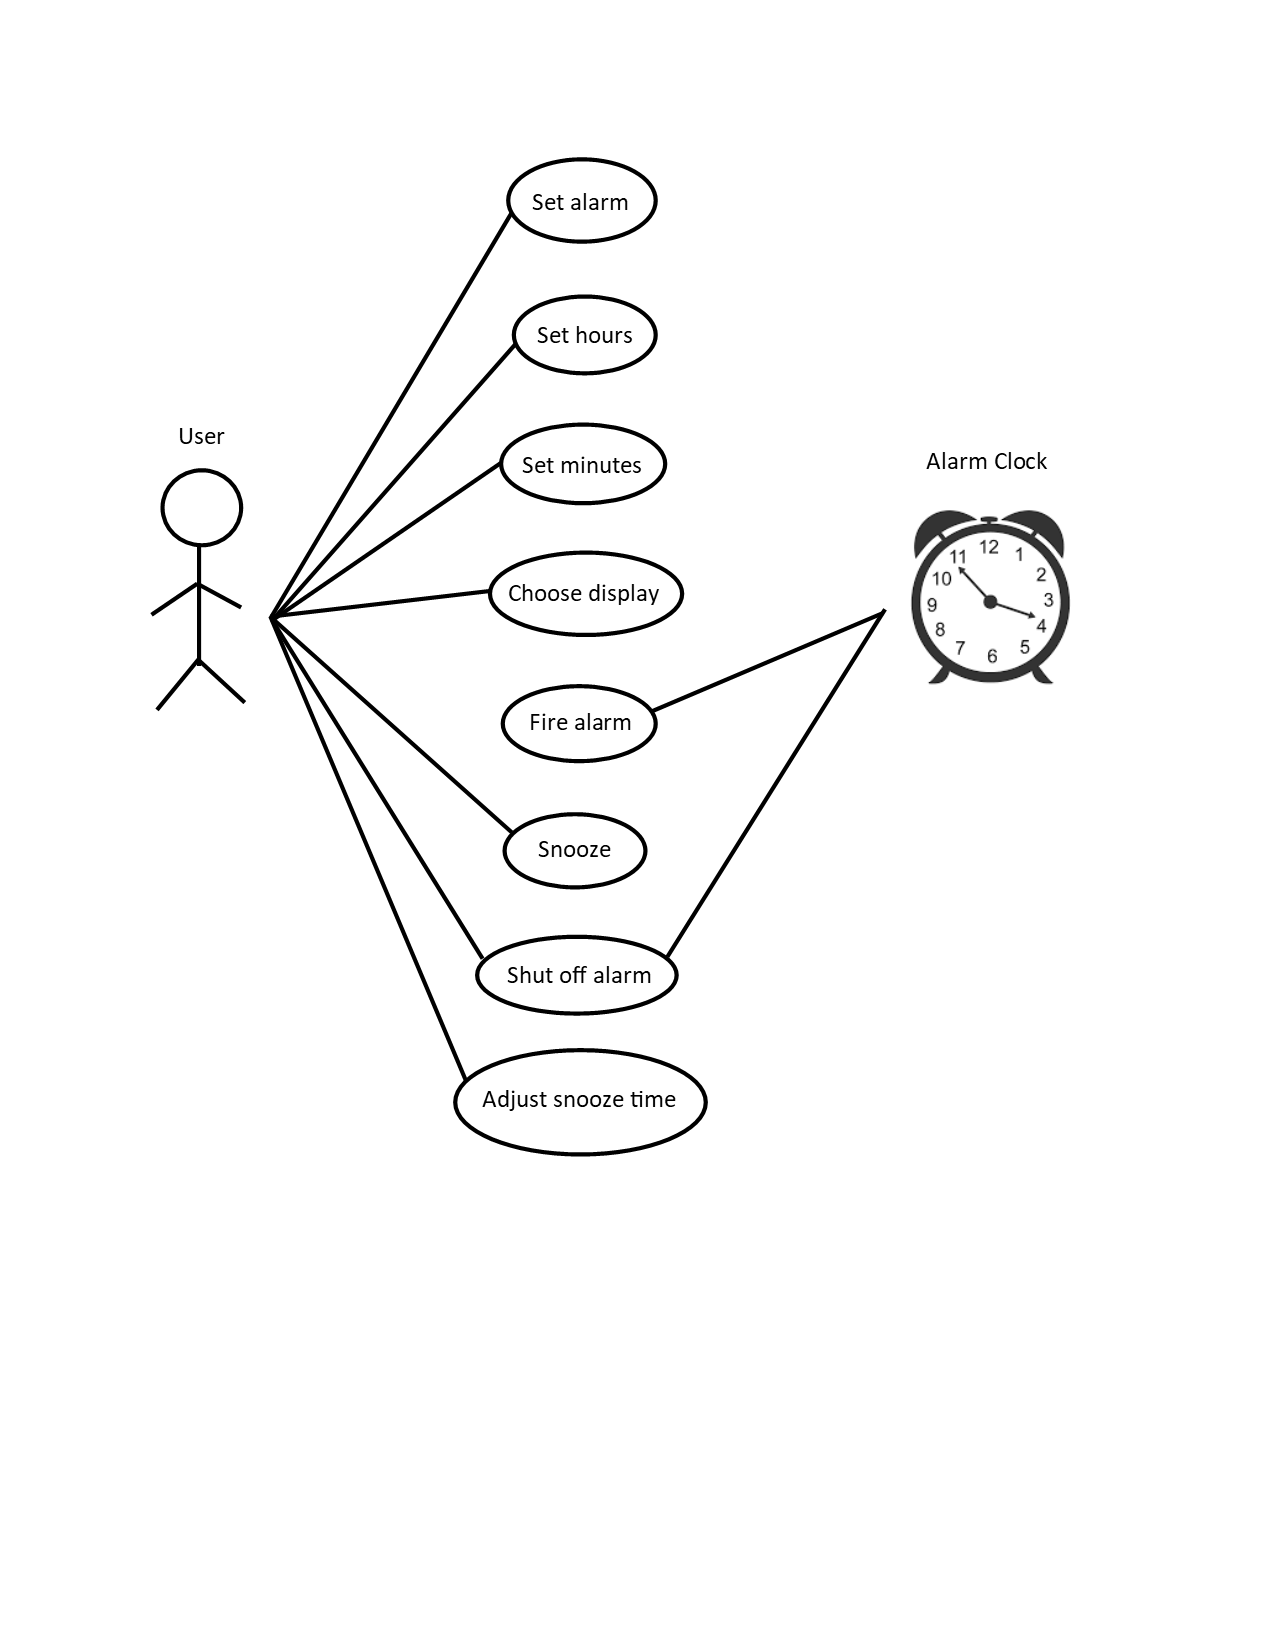 Set alarm
Set hours
User
Set minutes
Alarm Clock
12
11
1
10
2
9
3
8
4
7
5
6
Choose display
Fire alarm
Snooze
Shut off alarm
Adjust snooze time